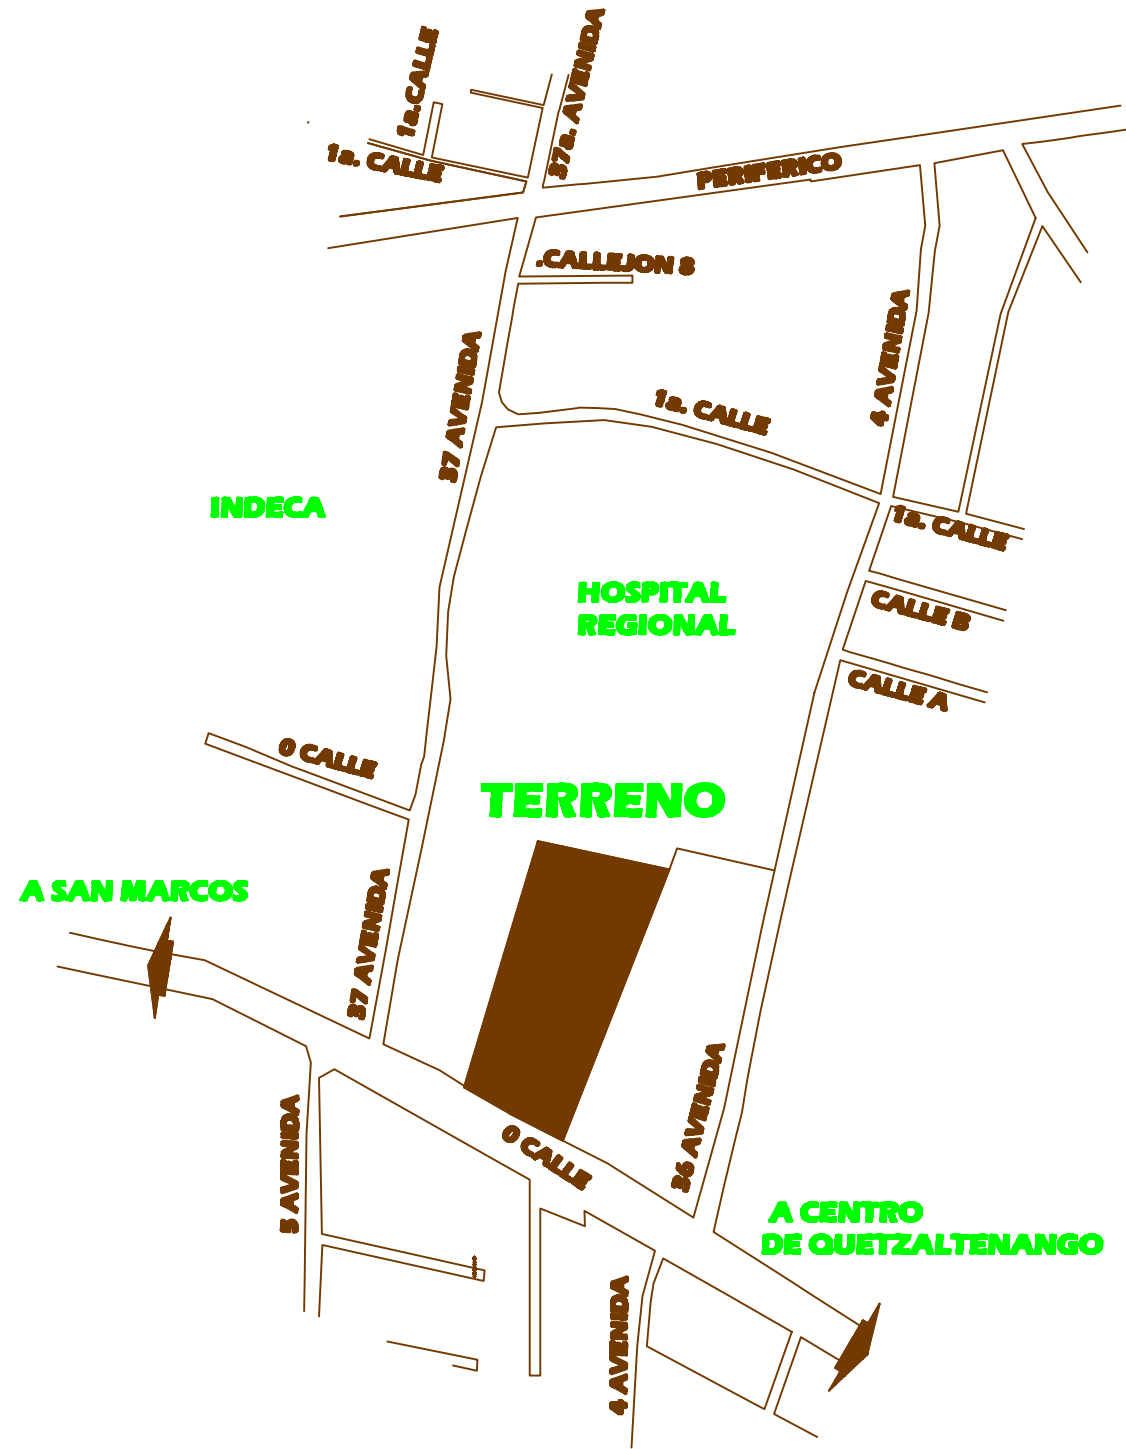 1a.CALLE
37a. AVENIDA
1a. CALLE
PERIFERICO
.CALLEJON 8
4 AVENIDA
37 AVENIDA
1a. CALLE
INDECA
1a. CALLE
HOSPITAL
REGIONAL
CALLE B
CALLE A
0 CALLE
TERRENO
A SAN MARCOS
37 AVENIDA
36 AVENIDA
5 AVENIDA
0 CALLE
A CENTRO
DE QUETZALTENANGO
4 AVENIDA